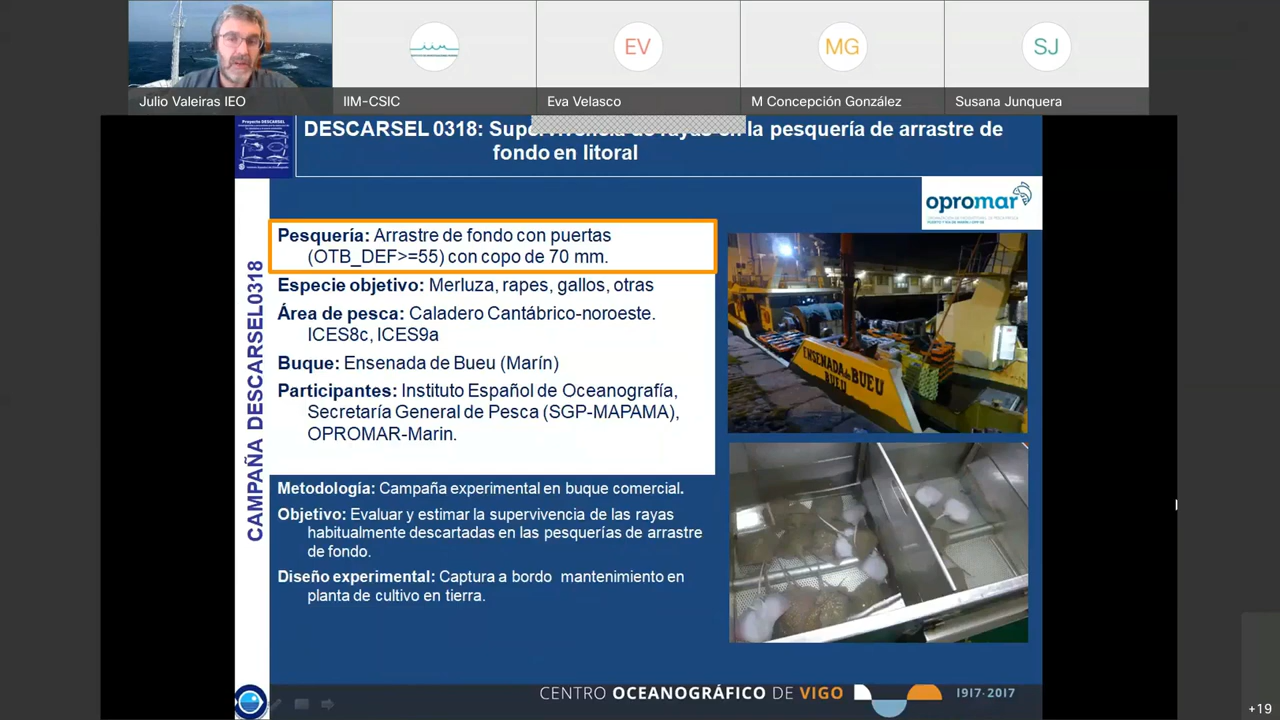 Julio Valeiras IEO
IIM-CSIC
EV
Eva Velasco
MG
M Concepción González
SJ
Susana Junquera
Proyecto DESCARSEL
DESCARSEL 0318: en la pesquería de arrastre de
fondo en litoral
opromar
CAMPAÑA DESCARSEL0318
Pesquería: Arrastre de fondo con puertas
(OTB_DEF>=55) con copo de 70 mm.
Especie objetivo: Merluza, rapes, gallos, otras
Área de pesca: Caladero Cantábrico-noroeste.
ICES8c, ICES9a
Buque: Ensenada de Bueu (Marín)
Participantes: Instituto Español de Oceanografía,
Secretaría General de Pesca (SGP-MAPAMA),
OPROMAR-Marin.
ENSENADA de BUEU
BUEU
Metodología: Campaña experimental en buque comercial.
Objetivo: Evaluar y estimar la supervivencia de las rayas
habitualmente descartadas en las pesquerías de arrastre
de fondo.
Diseño experimental: Captura a bordo mantenimiento en
planta de cultivo en tierra.
CENTRO OCEANOGRÁFICO DE VIGO
1917·2017
+19